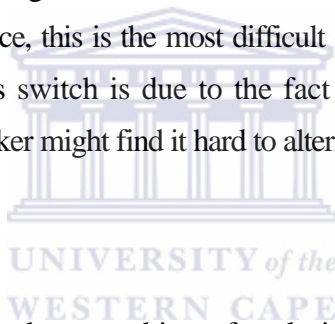 ce, this is the most difficult
s switch is due to the fact
ker might find it hard to alter
UNIVERSITY of the
WESTERN CAPE